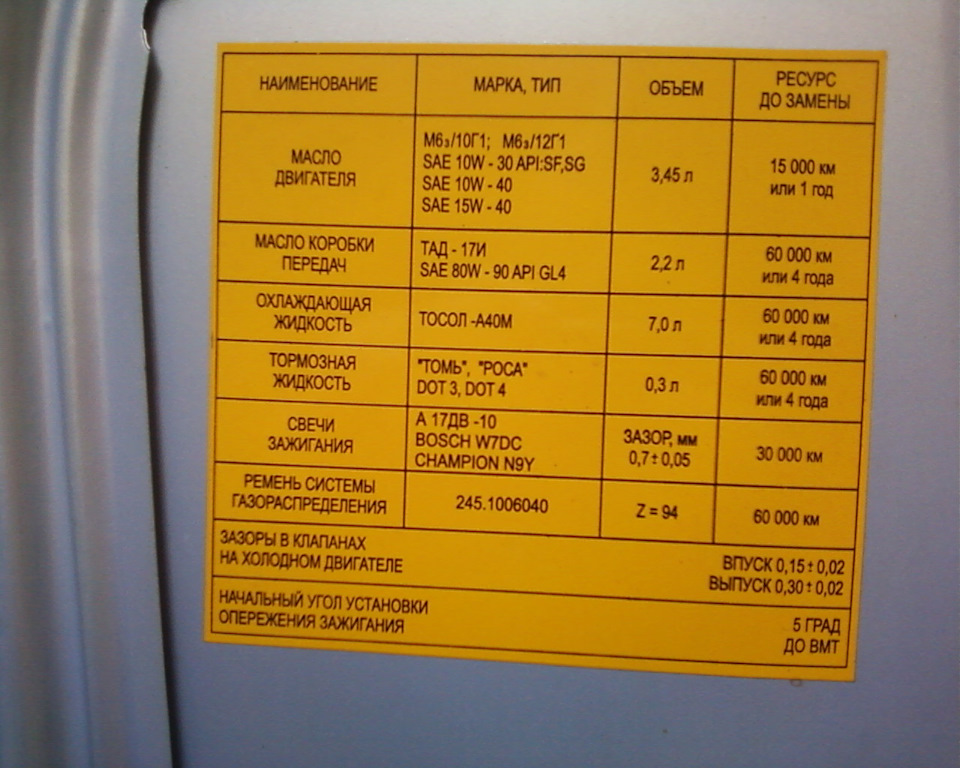 НАИМЕНОВАНИЕ
МАРКА, ТИП
ОБЪЕМ
РЕСУРС
ДО ЗАМЕНЫ
МАСЛО
ДВИГАТЕЛЯ
М6з/10Г1; М6з/12Г1
SAE 10W - 30 API:SF,SG
SAE 10W - 40
SAE 15W - 40
3,45 л
15 000 км
или 1 год
МАСЛО КОРОБКИ
ПЕРЕДАЧ
ТАД - 17И
SAE 80W - 90 API GL4
2,2 л
60 000 км
или 4 года
ОХЛАЖДАЮЩАЯ
ЖИДКОСТЬ
ТОСОЛ -А40М
7,0 л
60 000 км
или 4 года
ТОРМОЗНАЯ
ЖИДКОСТЬ
"ТОМЬ", "РОСА"
DOT 3, DOT 4
0,3 л
60 000 км
или 4 года
СВЕЧИ
ЗАЖИГАНИЯ
А 17ДВ -10
BOSCH W7DC
CHAMPION N9Y
ЗАЗОР, мм
0,7±0,05
30 000 км
РЕМЕНЬ СИСТЕМЫ
ГАЗОРАСПРЕДЕЛЕНИЯ
245.1006040
Z = 94
60 000 км
ЗАЗОРЫ В КЛАПАНАХ
НА ХОЛОДНОМ ДВИГАТЕЛЕ
ВПУСК 0,15±0,02
ВЫПУСК 0,30±0,02
НАЧАЛЬНЫЙ УГОЛ УСТАНОВКИ
ОПЕРЕЖЕНИЯ ЗАЖИГАНИЯ
5 ГРАД
ДО ВМТ